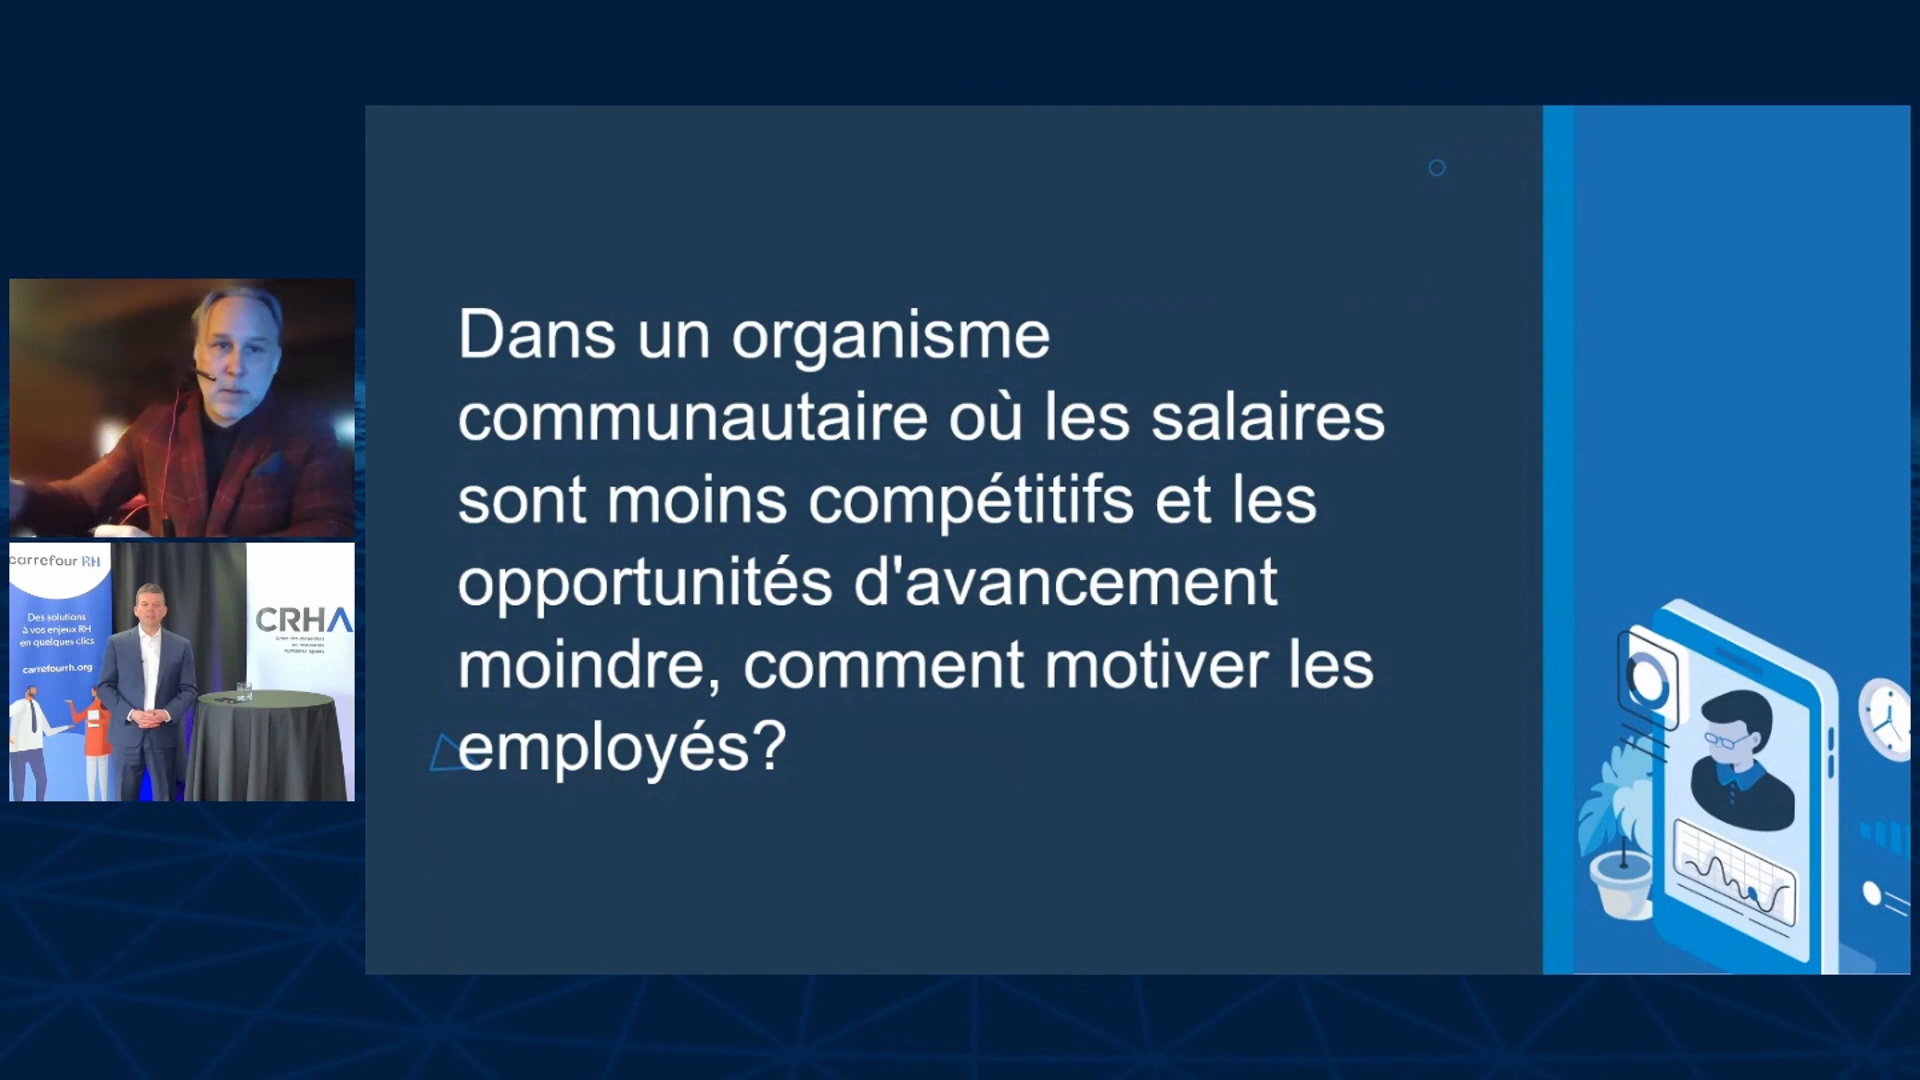 Dans un organisme
communautaire où les salaires
sont moins compétitifs et les
opportunités d'avancement
moindre, comment motiver les
employés?
carrefour RH
Des solutions
à vos enjeux RH
en quelques clics
carrefourrh.org
CRHA